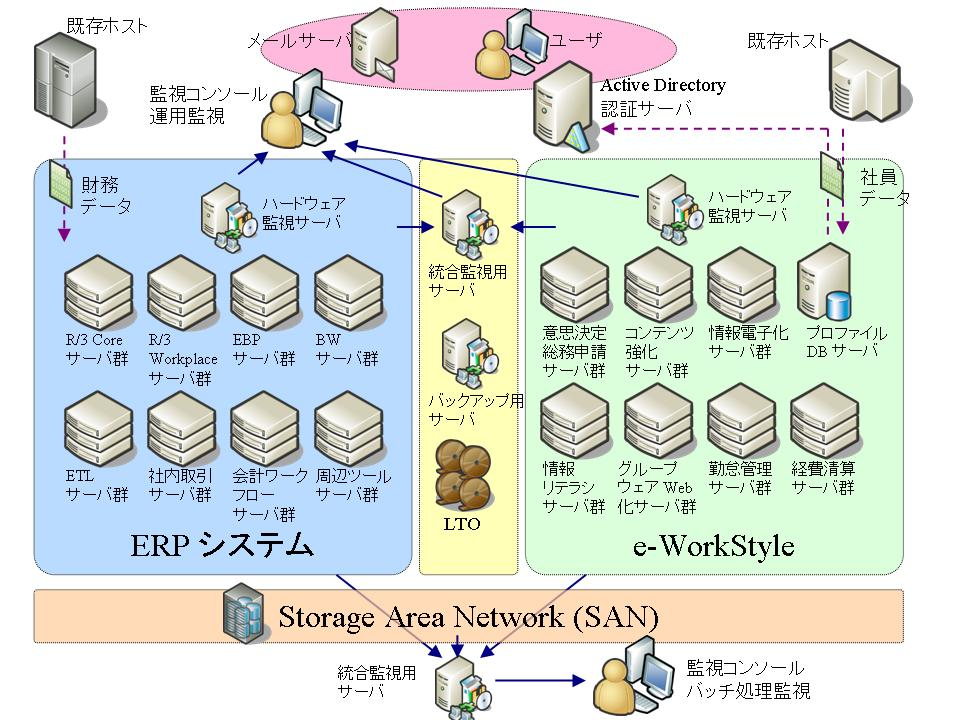 既存ホスト
メールサーバ
ユーザ
既存ホスト
監視コンソール
運用監視
Active Directory
認証サーバ
財務
データ
ハードウェア
監視サーバ
ハードウェア
監視サーバ
社員
データ
統合監視用
サーバ
R/3 Core
サーバ群
R/3
Workplace
サーバ群
EBP
サーバ群
BW
サーバ群
意思決定
総務申請
サーバ群
コンテンツ
強化
サーバ群
情報電子化
サーバ群
プロファイル
DB サーバ
バックアップ用
サーバ
ETL
サーバ群
社内取引
サーバ群
会計ワーク
フロー
サーバ群
周辺ツール
サーバ群
LTO
情報
リテラシ
サーバ群
グループ
ウェア Web
化サーバ群
勤怠管理
サーバ群
経費清算
サーバ群
ERP システム
e-WorkStyle
Storage Area Network (SAN)
統合監視用
サーバ
監視コンソール
バッチ処理監視